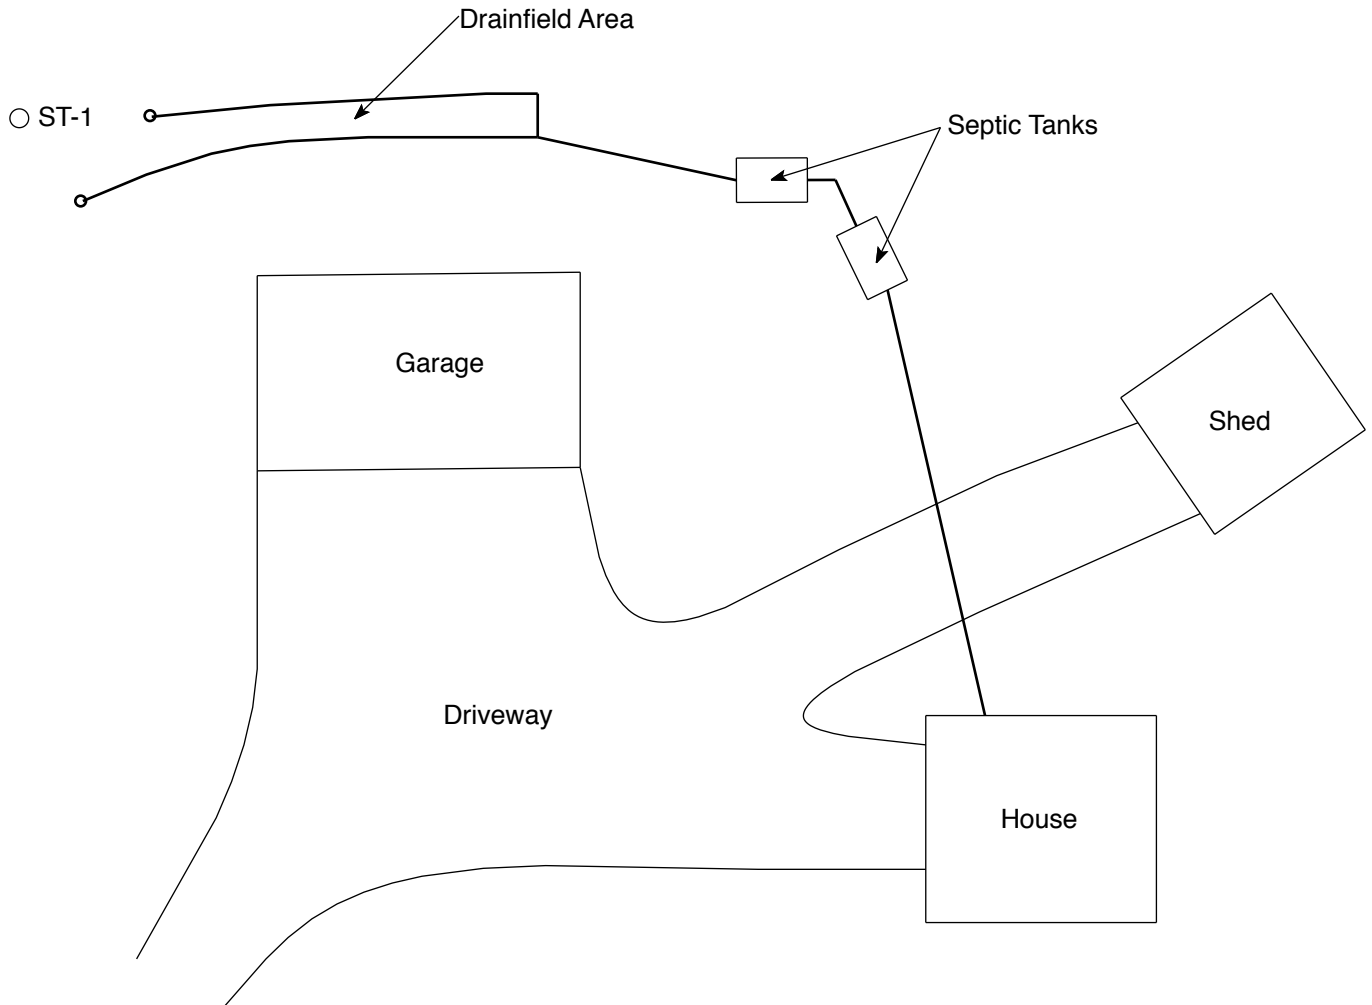 Drainfield Area
ST-1
Septic Tanks
Garage
Shed
Driveway
House